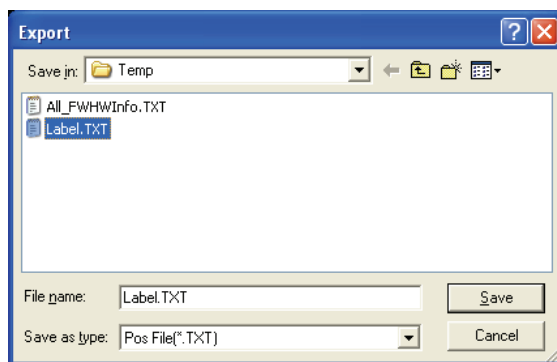 Export
Save in: Temp
All_FWHWInfo.TXT
Label.TXT
File name: Label.TXT Save
Save as type: Pos File(*.TXT) Cancel